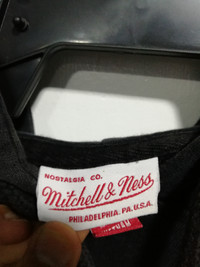 NOSTALGIA CO.
Mitchell & Ness
PHILADELPHIA. PA. U.S.A.